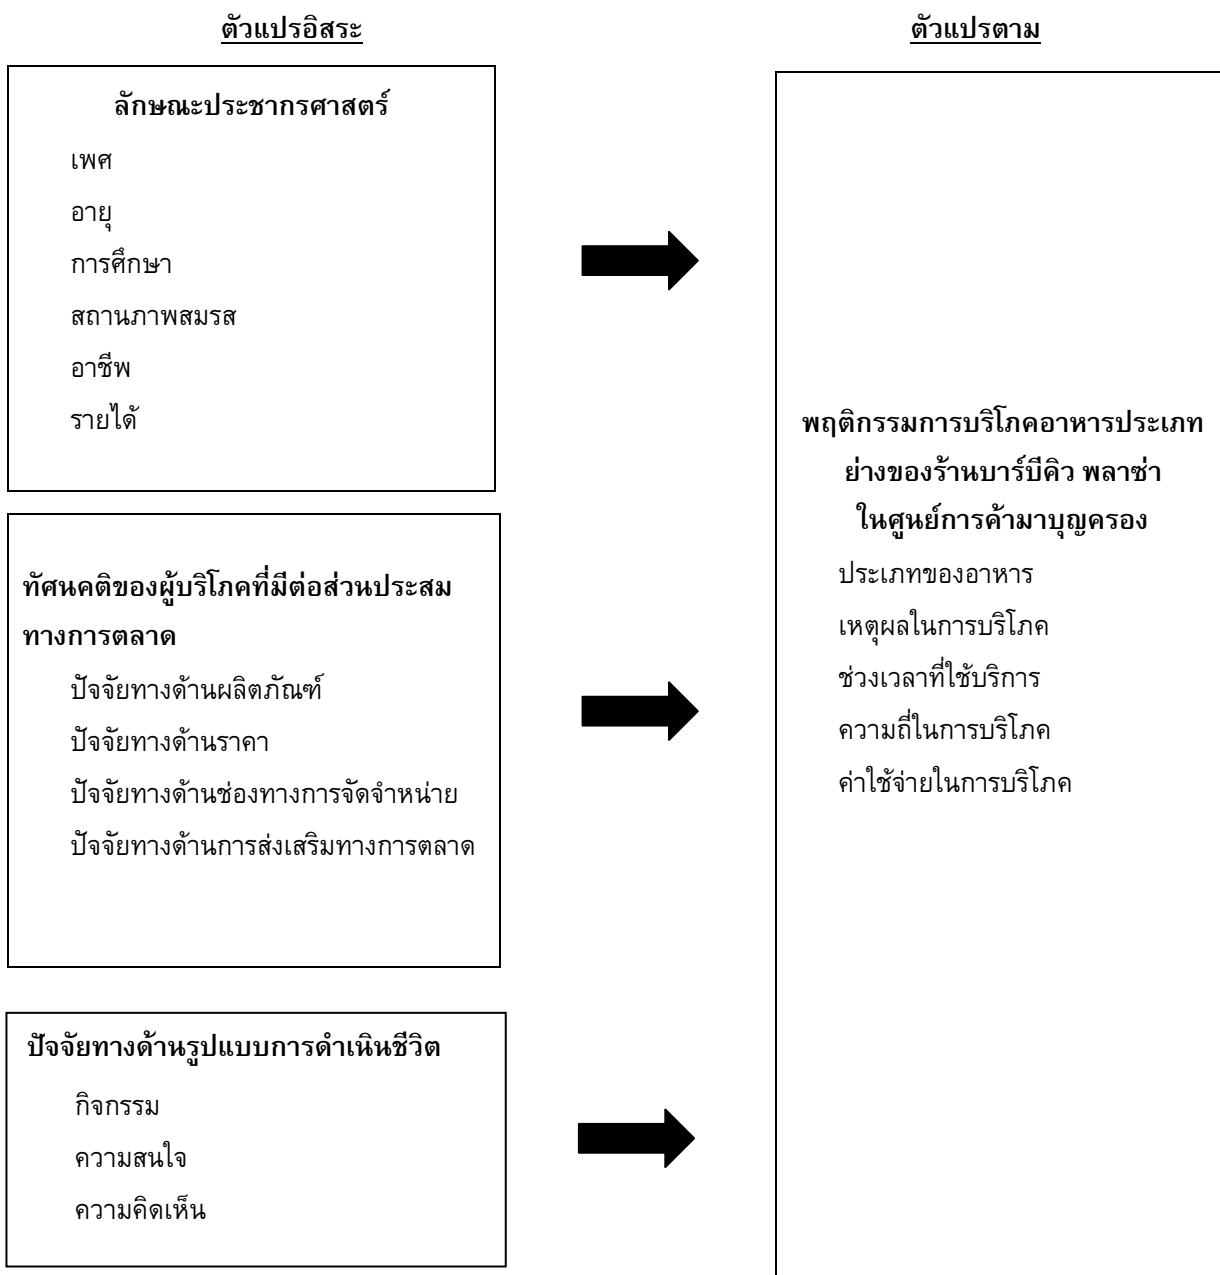 ตัวแปรอิสระ
ลักษณะประชากรศาสตร์
เพศ
อายุ
การศึกษา
สถานภาพสมรส
อาชีพ
รายได้
ทัศนคติของผู้บริโภคที่มีต่อส่วนประสม
ทางการตลาด
ปัจจัยทางด้านผลิตภัณฑ์
ปัจจัยทางด้านราคา
ปัจจัยทางด้านช่องทางการจัดจำหน่าย
ปัจจัยทางด้านการส่งเสริมทางการตลาด
ปัจจัยทางด้านรูปแบบการดำเนินชีวิต
กิจกรรม
ความสนใจ
ความคิดเห็น
ตัวแปรตาม
พฤติกรรมการบริโภคอาหารประเภท
ย่างของร้านบาร์บีคิว พลาซ่า
ในศูนย์การค้ามาบุญครอง
ประเภทของอาหาร
เหตุผลในการบริโภค
ช่วงเวลาที่ใช้บริการ
ความถี่ในการบริโภค
ค่าใช้จ่ายในการบริโภค